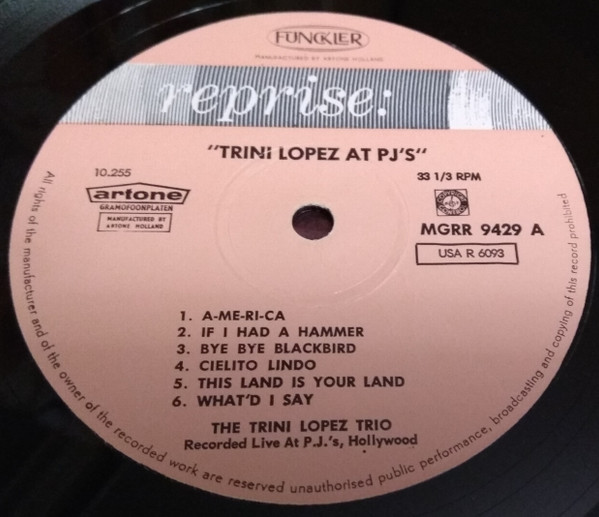 FUNCKLER
MANUFACTURED BY ARTONE HOLLAND
reprise:
"TRINI LOPEZ AT PJ'S"
10.255
33 1/3 RPM
artone
GRAMOFOONPLATEN
MANUFACTURED BY
ARTONE HOLLAND
MGRR 9429 A
USA R 6093
1. A-ME-RI-CA
2. IF I HAD A HAMMER
3. BYE BYE BLACKBIRD
4. CIELITO LINDO
5. THIS LAND IS YOUR LAND
6. WHAT'D I SAY
THE TRINI LOPEZ TRIO
Recorded Live At P.J.'s, Hollywood
All rights of the manufacturer and of the owner of the recorded work are reserved unauthorised public performance, broadcasting and copying of this record prohibited